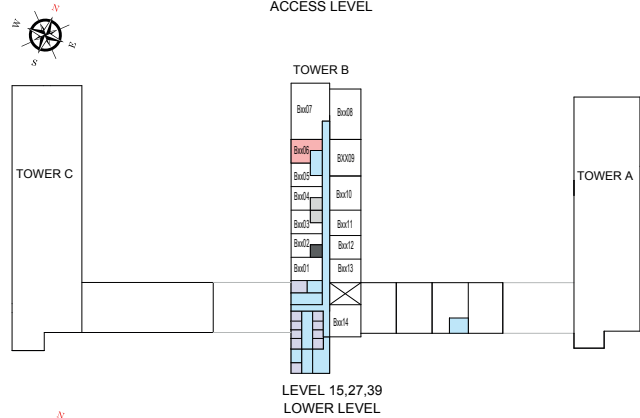 ACCESS LEVEL
N
W
E
S
TOWER B
Bxx07
Bxx08
Bxx06
BXX09
Bxx05
TOWER C
TOWER A
Bxx04
Bxx10
Bxx03
Bxx11
Bxx02
Bxx12
Bxx01
Bxx13
Bxx14
LEVEL 15,27,39
LOWER LEVEL
N